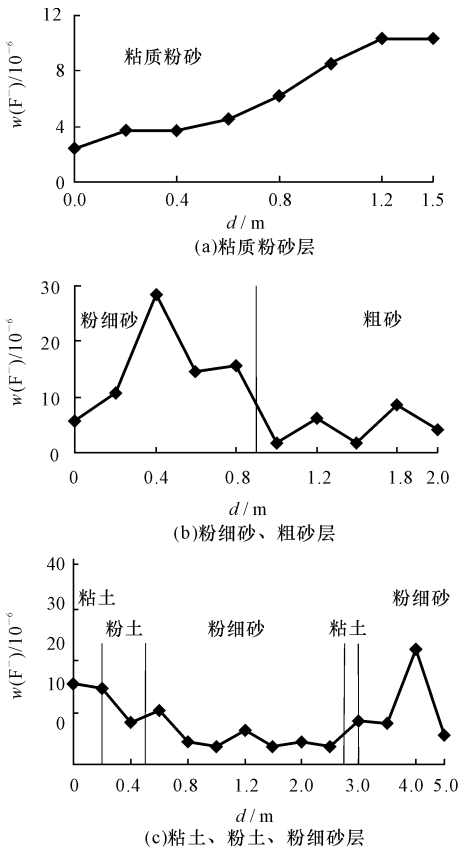 12
8
4
0
w(F⁻)/10⁻⁶
粘质粉砂
0.0 0.4 0.8 1.2 1.5
d / m
(a)粘质粉砂层
30
20
10
0
w(F⁻)/10⁻⁶
粉细砂 粗砂
0 0.4 0.8 1.2 1.8 2.0
d / m
(b)粉细砂、粗砂层
40
30
20
10
0
w(F⁻)/10⁻⁶
粘土 粉细砂
粉土 粉细砂 粘土
0 0.4 0.8 1.2 2.0 3.0 4.0 5.0
d / m
(c)粘土、粉土、粉细砂层